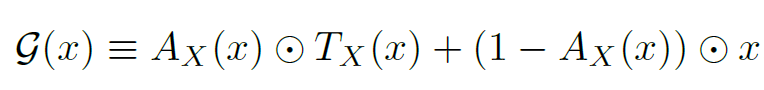 𝒢(x) ≡ A_X(x) ⊙ T_X(x) + (1 − A_X(x)) ⊙ x